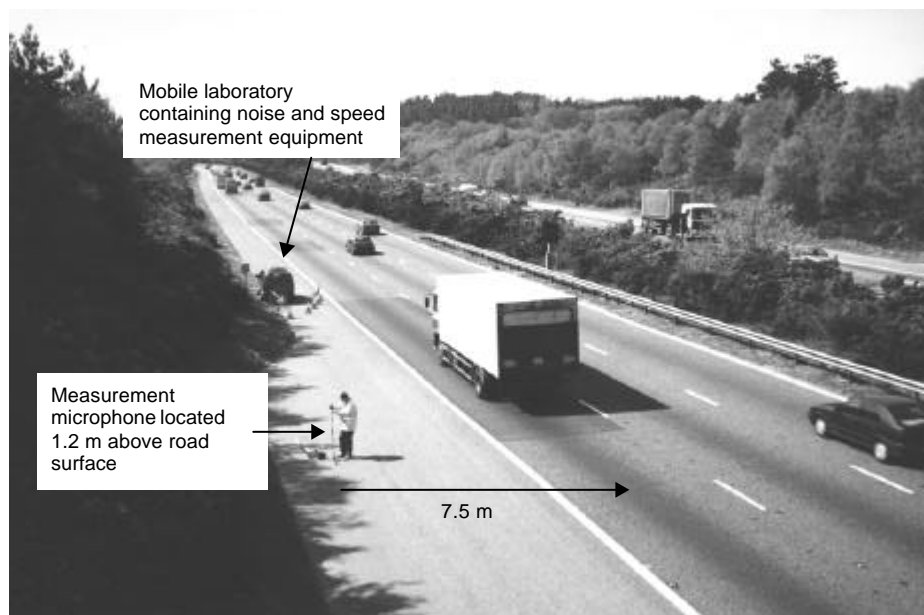 Mobile laboratory
containing noise and speed
measurement equipment
Measurement
microphone located
1.2 m above road
surface
7.5 m